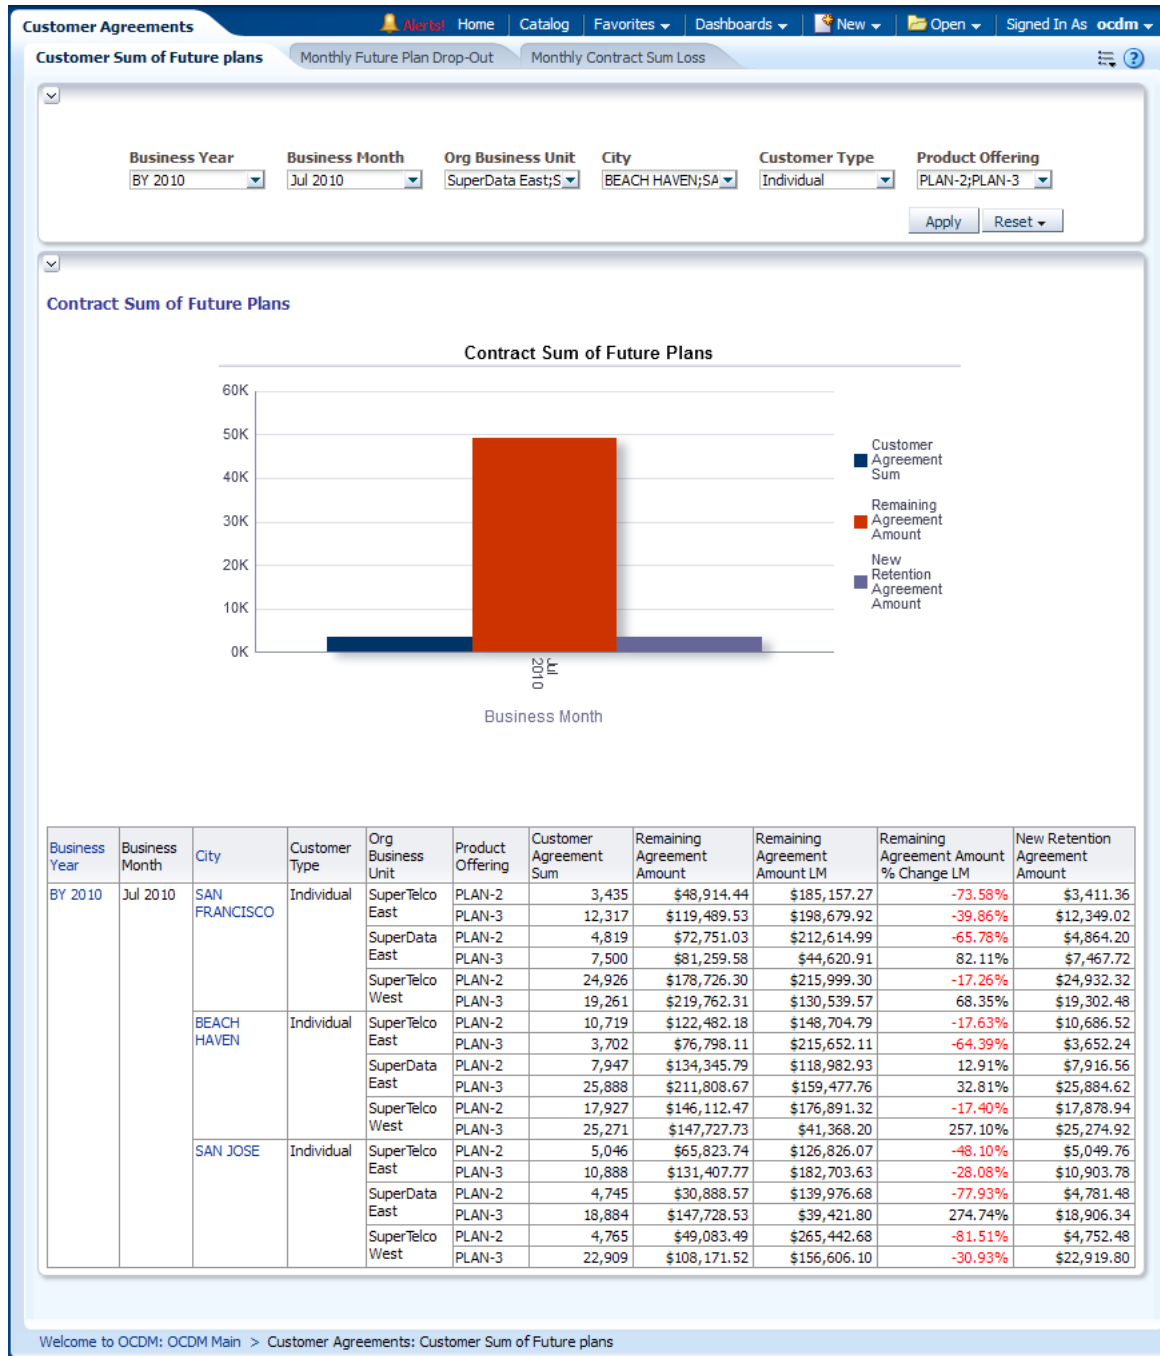 Customer Agreements
Alerts! Home Catalog Favorites Dashboards New Open Signed In As ocdm
Customer Sum of Future plans Monthly Future Plan Drop-Out Monthly Contract Sum Loss
Business Year Business Month Org Business Unit City Customer Type Product Offering
BY 2010 Jul 2010 SuperData East;S BEACH HAVEN;SA Individual PLAN-2;PLAN-3
Apply Reset
Contract Sum of Future Plans
Contract Sum of Future Plans
60K
50K
40K
30K
20K
10K
0K
Jul
2010
Business Month
Customer
Agreement
Sum
Remaining
Agreement
Amount
New
Retention
Agreement
Amount
Business Year Business Month City Customer Type Org Business Unit Product Offering Customer Agreement Sum Remaining Agreement Amount Remaining Agreement Amount LM Remaining Agreement Amount % Change LM New Retention Agreement Amount
BY 2010 Jul 2010 SAN FRANCISCO Individual SuperTelco East PLAN-2 3,435 $48,914.44 $185,157.27 -73.58% $3,411.36
PLAN-3 12,317 $119,489.53 $198,679.92 -39.86% $12,349.02
SuperData East PLAN-2 4,819 $72,751.03 $212,614.99 -65.78% $4,864.20
PLAN-3 7,500 $81,259.58 $44,620.91 82.11% $7,467.72
SuperTelco West PLAN-2 24,926 $178,726.30 $215,999.30 -17.26% $24,932.32
PLAN-3 19,261 $219,762.31 $130,539.57 68.35% $19,302.48
BEACH HAVEN Individual SuperTelco East PLAN-2 10,719 $122,482.18 $148,704.79 -17.63% $10,686.52
PLAN-3 3,702 $76,798.11 $215,652.11 -64.39% $3,652.24
SuperData East PLAN-2 7,947 $134,345.79 $118,982.93 12.91% $7,916.56
PLAN-3 25,888 $211,808.67 $159,477.76 32.81% $25,884.62
SuperTelco West PLAN-2 17,927 $146,112.47 $176,891.32 -17.40% $17,878.94
PLAN-3 25,271 $147,727.73 $41,368.20 257.10% $25,274.92
SAN JOSE Individual SuperTelco East PLAN-2 5,046 $65,823.74 $126,826.07 -48.10% $5,049.76
PLAN-3 10,888 $131,407.77 $182,703.63 -28.08% $10,903.78
SuperData East PLAN-2 4,745 $30,888.57 $139,976.68 -77.93% $4,781.48
PLAN-3 18,884 $147,728.53 $39,421.80 274.74% $18,906.34
SuperTelco West PLAN-2 4,765 $49,083.49 $265,442.68 -81.51% $4,752.48
PLAN-3 22,909 $108,171.52 $156,606.10 -30.93% $22,919.80
Welcome to OCDM: OCDM Main > Customer Agreements: Customer Sum of Future plans